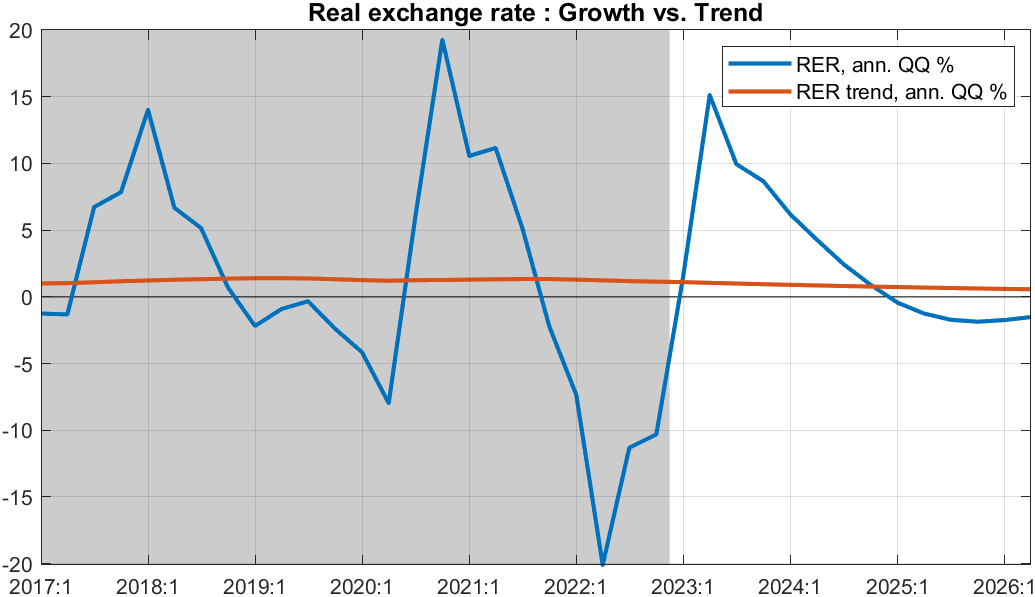 Real exchange rate : Growth vs. Trend
RER, ann. QQ %
RER trend, ann. QQ %
20
15
10
5
0
-5
-10
-15
-20
2017:1 2018:1 2019:1 2020:1 2021:1 2022:1 2023:1 2024:1 2025:1 2026:1